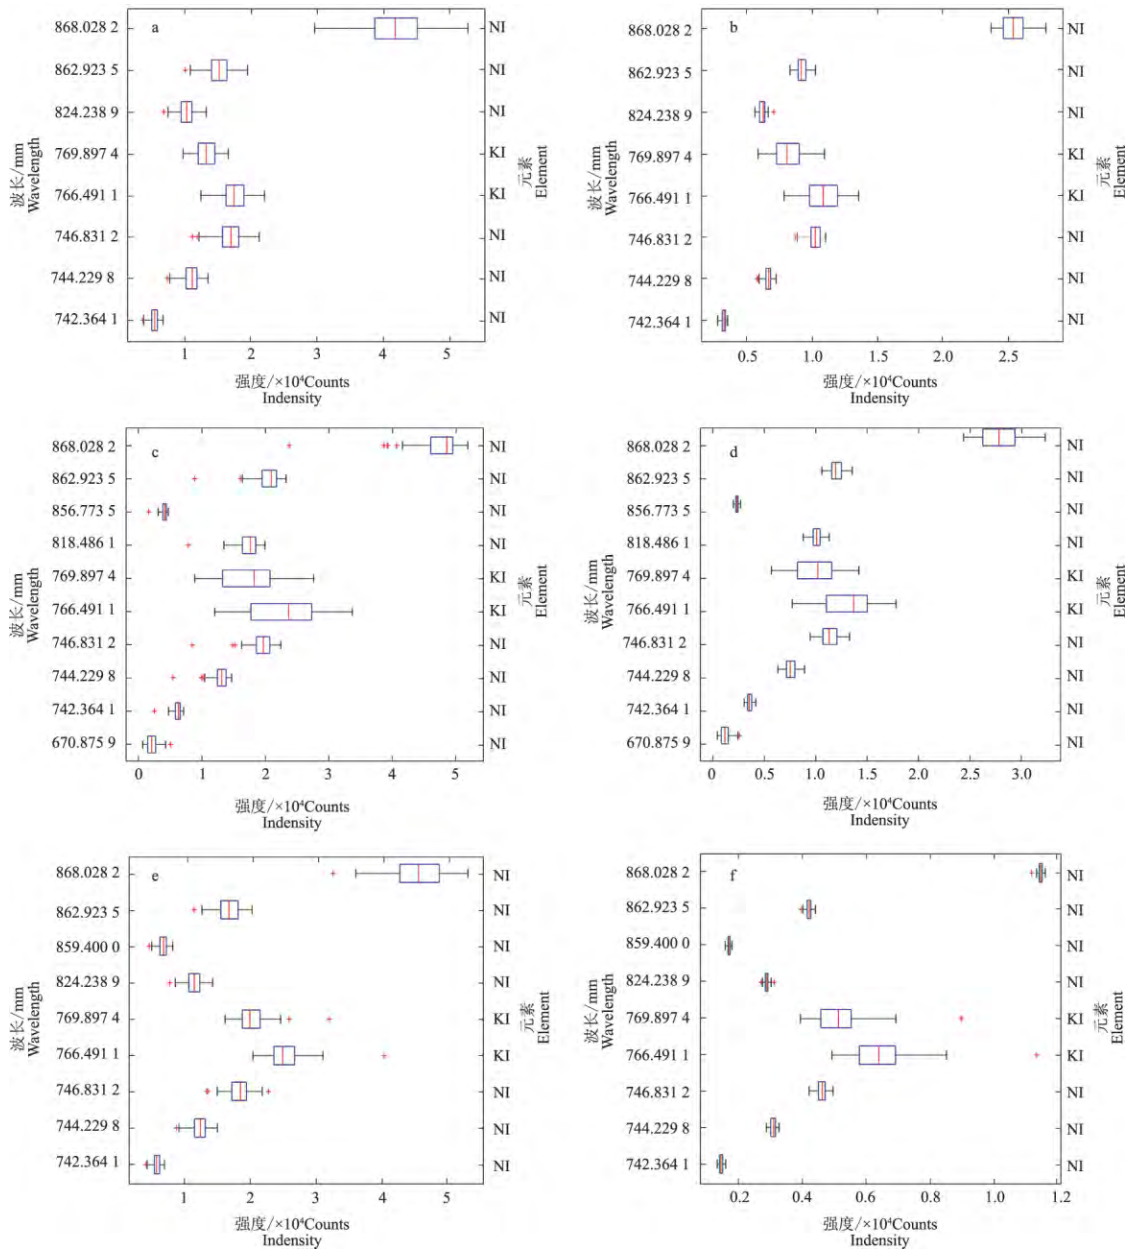 a
868.028 2
862.923 5
824.238 9
769.897 4
766.491 1
746.831 2
744.229 8
742.364 1
NI
NI
NI
KI
KI
NI
NI
NI
波长/mm
Wavelength
元素
Element
1 2 3 4 5
强度/×10⁴Counts
Indensity
b
868.028 2
862.923 5
824.238 9
769.897 4
766.491 1
746.831 2
744.229 8
742.364 1
NI
NI
NI
KI
KI
NI
NI
NI
波长/mm
Wavelength
元素
Element
0.5 1.0 1.5 2.0 2.5
强度/×10⁴Counts
Indensity
c
868.028 2
862.923 5
856.773 5
818.486 1
769.897 4
766.491 1
746.831 2
744.229 8
742.364 1
670.875 9
NI
NI
NI
NI
KI
KI
NI
NI
NI
NI
波长/mm
Wavelength
元素
Element
0 1 2 3 4 5
强度/×10⁴Counts
Indensity
d
868.028 2
862.923 5
856.773 5
818.486 1
769.897 4
766.491 1
746.831 2
744.229 8
742.364 1
670.875 9
NI
NI
NI
NI
KI
KI
NI
NI
NI
NI
波长/mm
Wavelength
元素
Element
0 0.5 1.0 1.5 2.0 2.5 3.0
强度/×10⁴Counts
Indensity
e
868.028 2
862.923 5
859.400 0
824.238 9
769.897 4
766.491 1
746.831 2
744.229 8
742.364 1
NI
NI
NI
NI
KI
KI
NI
NI
NI
波长/mm
Wavelength
元素
Element
1 2 3 4 5
强度/×10⁴Counts
Indensity
f
868.028 2
862.923 5
859.400 0
824.238 9
769.897 4
766.491 1
746.831 2
744.229 8
742.364 1
NI
NI
NI
NI
KI
KI
NI
NI
NI
波长/mm
Wavelength
元素
Element
0.2 0.4 0.6 0.8 1.0 1.2
强度/×10⁴Counts
Indensity